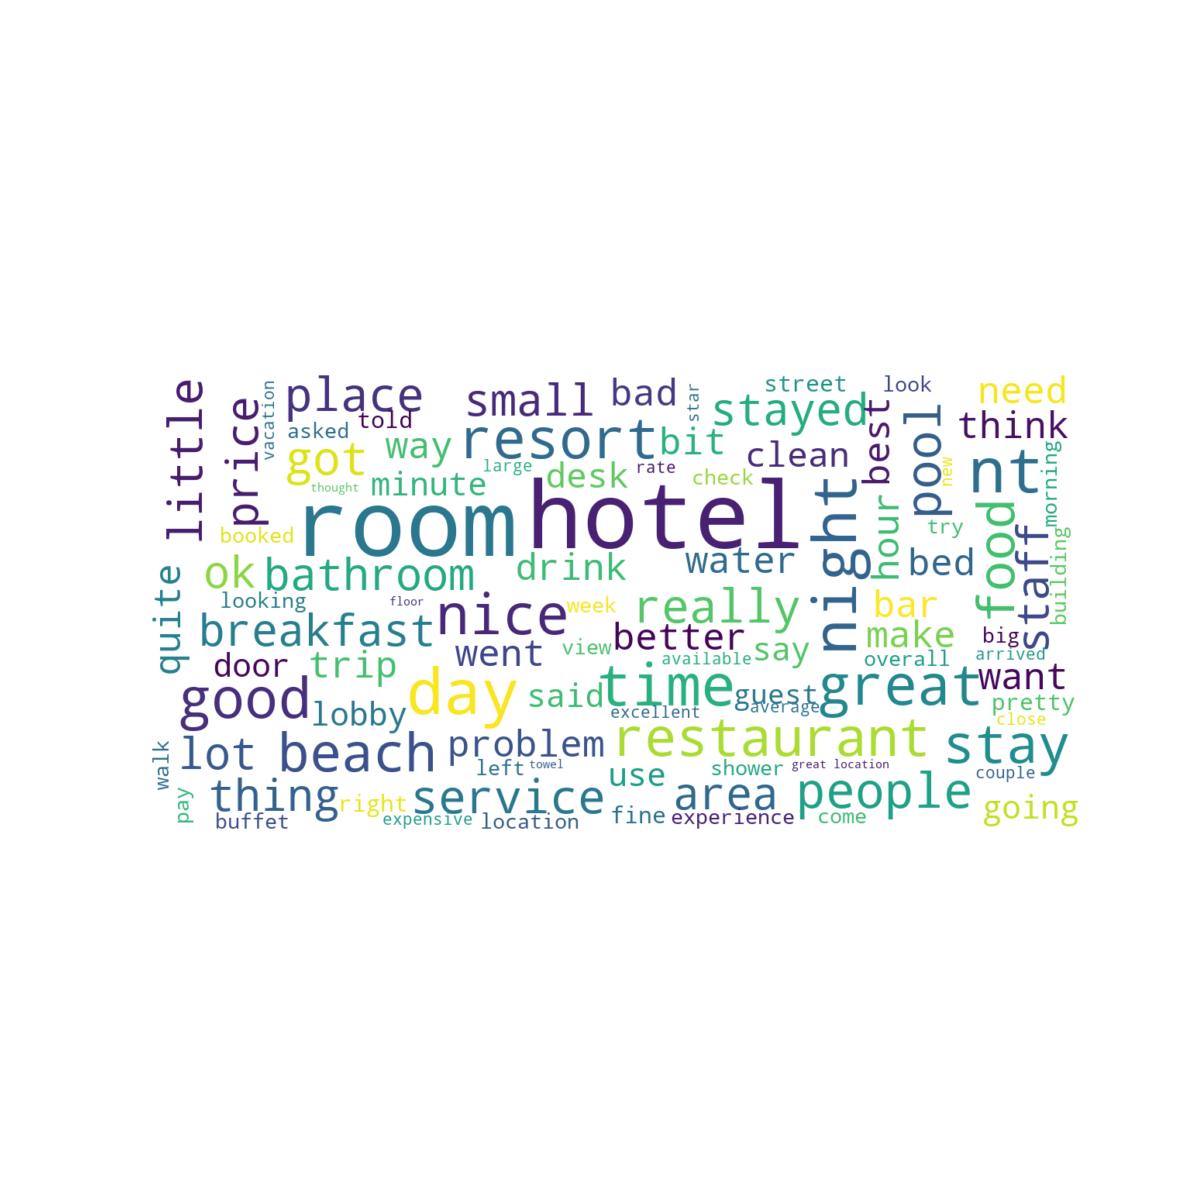 little
vacation
place
small
bad
star
street
look
need
price
asked
told
resort
stayed
best
pool
think
got
way
bit
clean
large
desk
rate
check
new
nt
morning
thought
minute
room
hotel
night
hour
try
food
staff
booked
ok
bathroom
drink
water
bed
building
quite
looking
floor
nice
week
really
bar
breakfast
went
view
better
say
make
big
door
trip
available
overall
arrived
good
day
said
time
guest
great
want
lobby
excellent
average
pretty
close
walk
lot
beach
problem
restaurant
stay
left
towel
use
shower
great location
couple
pay
thing
right
service
area
people
going
buffet
expensive
location
fine
experience
come